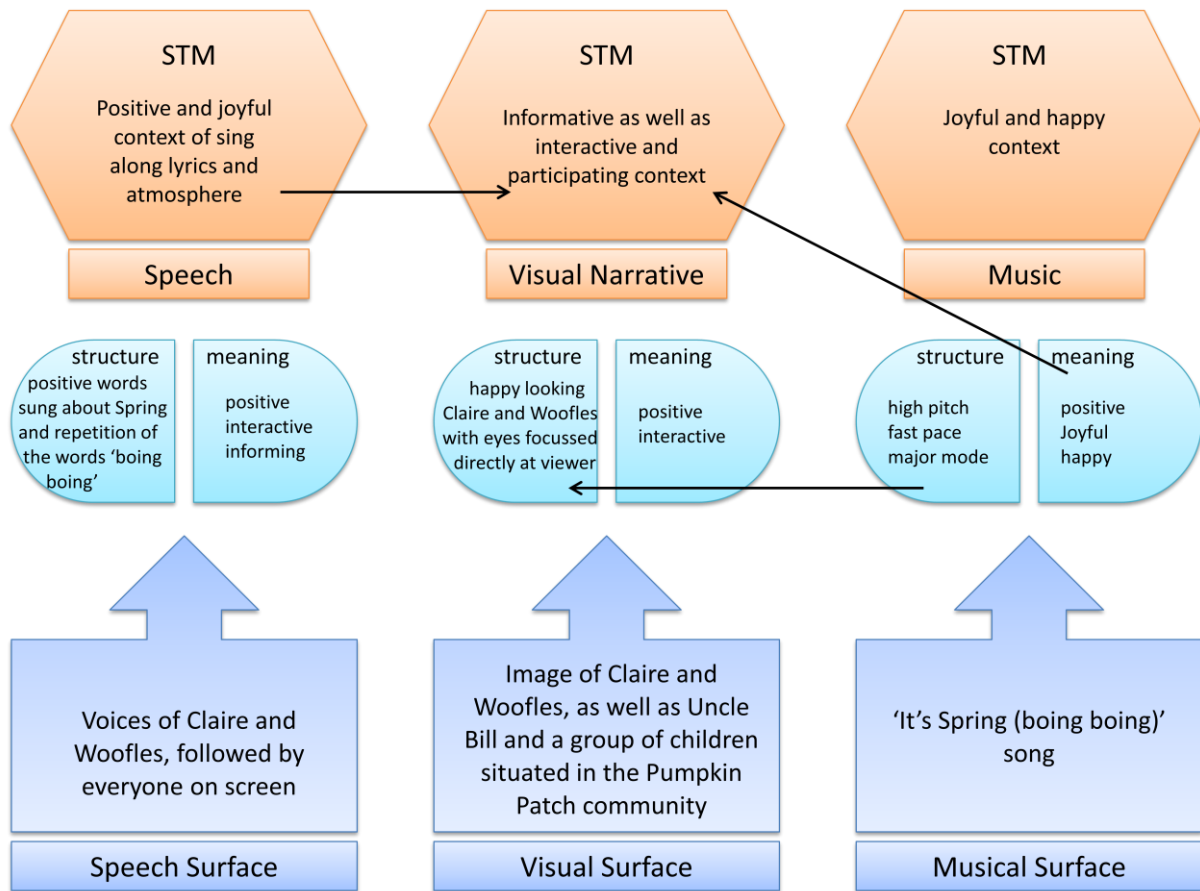 STM
Positive and joyful
context of sing
along lyrics and
atmosphere
STM
Informative as well as
interactive and
participating context
STM
Joyful and happy
context
Speech
Visual Narrative
Music
structure
positive words
sung about Spring
and repetition of
the words ‘boing
boing’
meaning
positive
interactive
informing
structure
happy looking
Claire and Woofles
with eyes focussed
directly at viewer
meaning
positive
interactive
structure
high pitch
fast pace
major mode
meaning
positive
Joyful
happy
Voices of Claire and
Woofles, followed by
everyone on screen
Image of Claire and
Woofles, as well as Uncle
Bill and a group of children
situated in the Pumpkin
Patch community
‘It’s Spring (boing boing)’
song
Speech Surface
Visual Surface
Musical Surface